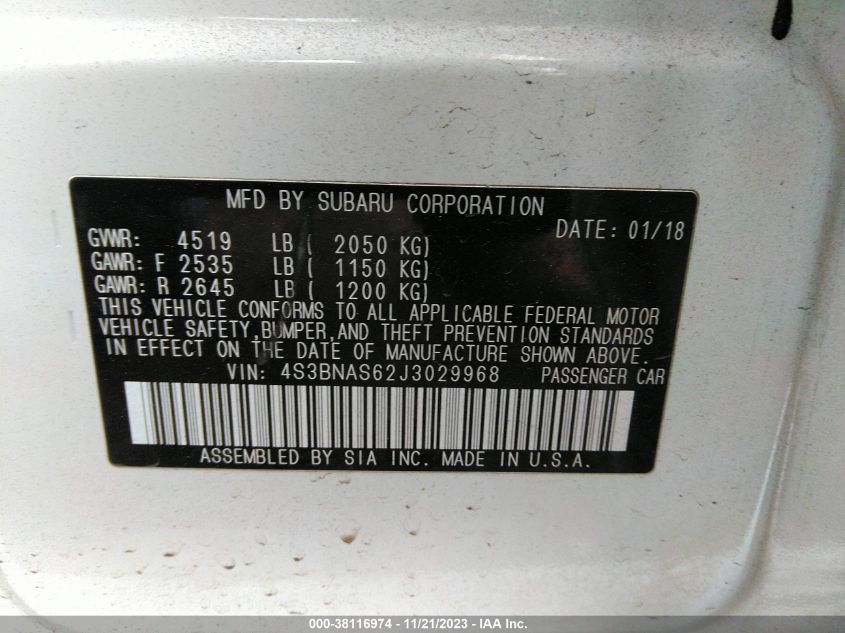 MFD BY SUBARU CORPORATION
DATE: 01/18
GVWR: 4519 LB ( 2050 KG)
GAWR: F 2535 LB ( 1150 KG)
GAWR: R 2645 LB ( 1200 KG)
THIS VEHICLE CONFORMS TO ALL APPLICABLE FEDERAL MOTOR
VEHICLE SAFETY, BUMPER, AND THEFT PREVENTION STANDARDS
IN EFFECT ON THE DATE OF MANUFACTURE SHOWN ABOVE.
VIN: 4S3BNAS62J3029968 PASSENGER CAR
ASSEMBLED BY SIA INC. MADE IN U.S.A.
000-38116974 - 11/21/2023 - IAA Inc.